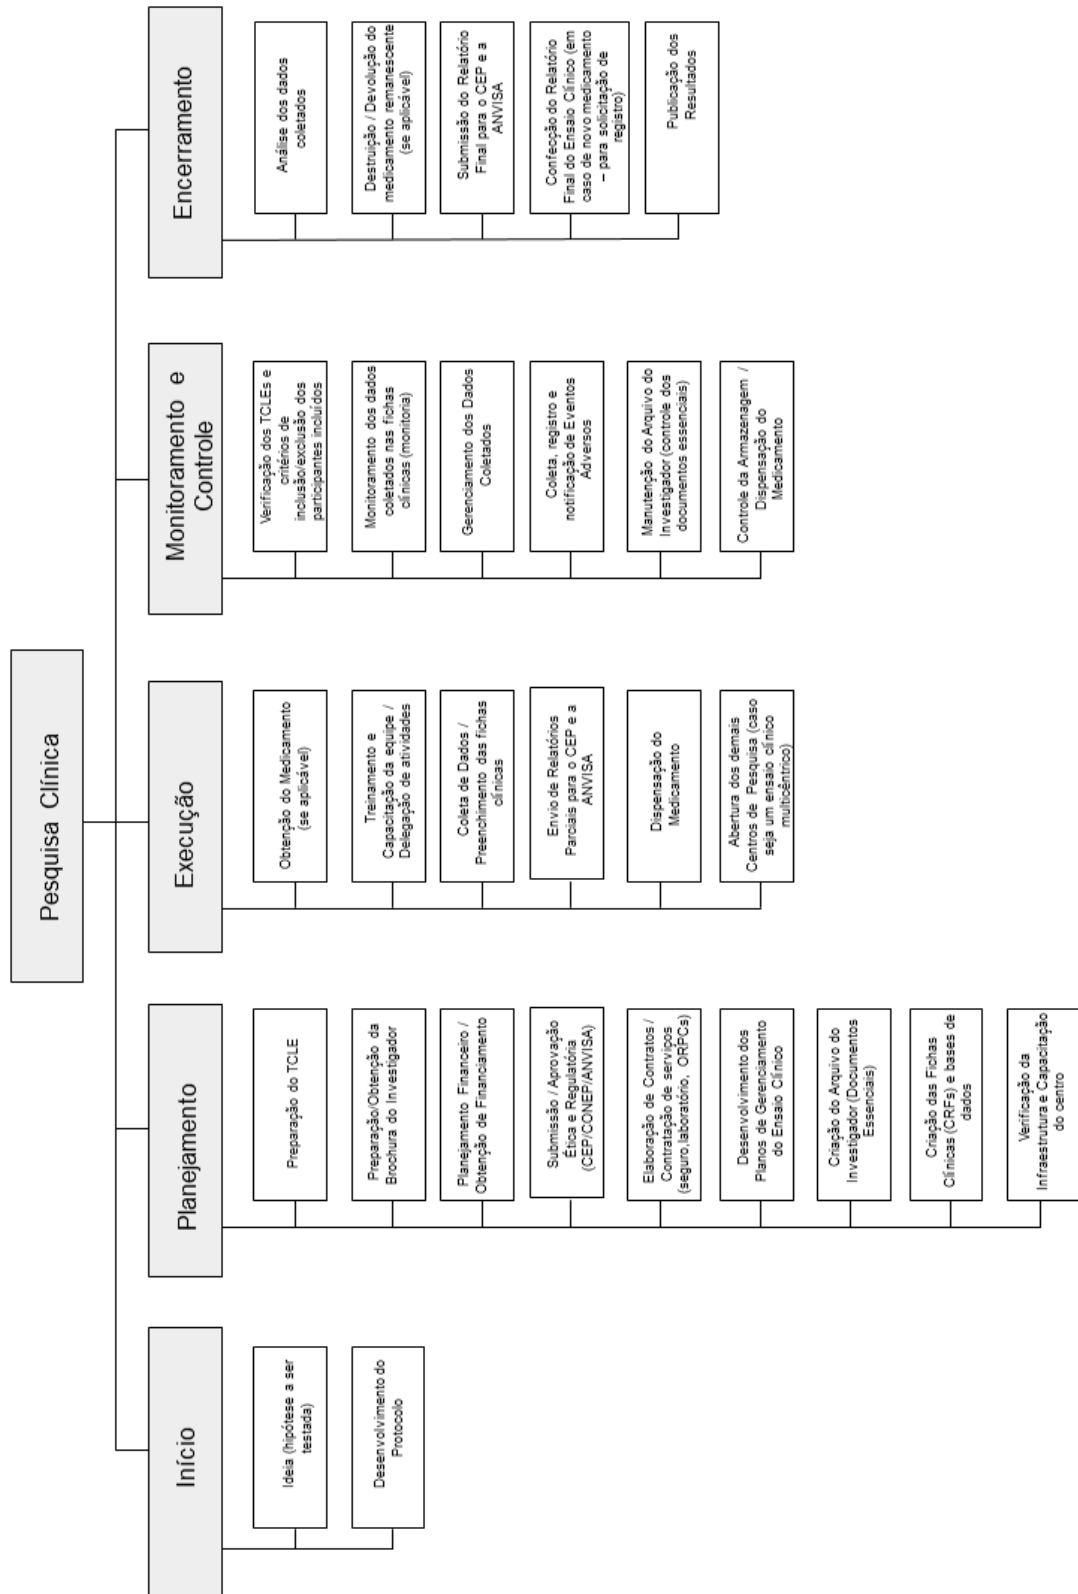 Pesquisa Clínica
Início
Ideia (hipótese a ser
testada)
Desenvolvimento do
Protocolo
Planejamento
Preparação do TCLE
Preparação/Obtenção da
Brochura do Investigador
Planejamento Financeiro /
Obtenção de Financiamento
Submissão / Aprovação
Ética e Regulatória
(CEP/CONEP/ANVISA)
Elaboração de Contratos /
Contratação de serviços
(seguro,laboratório, ORPCs)
Desenvolvimento dos
Planos de Gerenciamento
do Ensaio Clínico
Criação do Arquivo do
Investigador (Documentos
Essenciais)
Criação das Fichas
Clínicas (CRFs) e bases de
dados
Verificação da
Infraestrutura e Capacitação
do centro
Execução
Obtenção do Medicamento
(se aplicável)
Treinamento e
Capacitação da equipe /
Delegação de atividades
Coleta de Dados /
Preenchimento das fichas
clínicas
Envio de Relatórios
Parciais para o CEP e a
ANVISA
Dispensação do
Medicamento
Abertura dos demais
Centros de Pesquisa (caso
seja um ensaio clínico
multicêntrico)
Monitoramento e
Controle
Verificação dos TCLEs e
critérios de
inclusão/exclusão dos
participantes incluídos
Monitoramento dos dados
coletados nas fichas
clínicas (monitoria)
Gerenciamento dos Dados
Coletados
Coleta, registro e
notificação de Eventos
Adversos
Manutenção do Arquivo do
Investigador (controle dos
documentos essenciais)
Controle da Armazenagem /
Dispensação do
Medicamento
Encerramento
Análise dos dados
coletados
Destruição / Devolução do
medicamento remanescente
(se aplicável)
Submissão do Relatório
Final para o CEP e a
ANVISA
Confecção do Relatório
Final do Ensaio Clínico (em
caso de novo medicamento
– para solicitação de
registro)
Publicação dos
Resultados